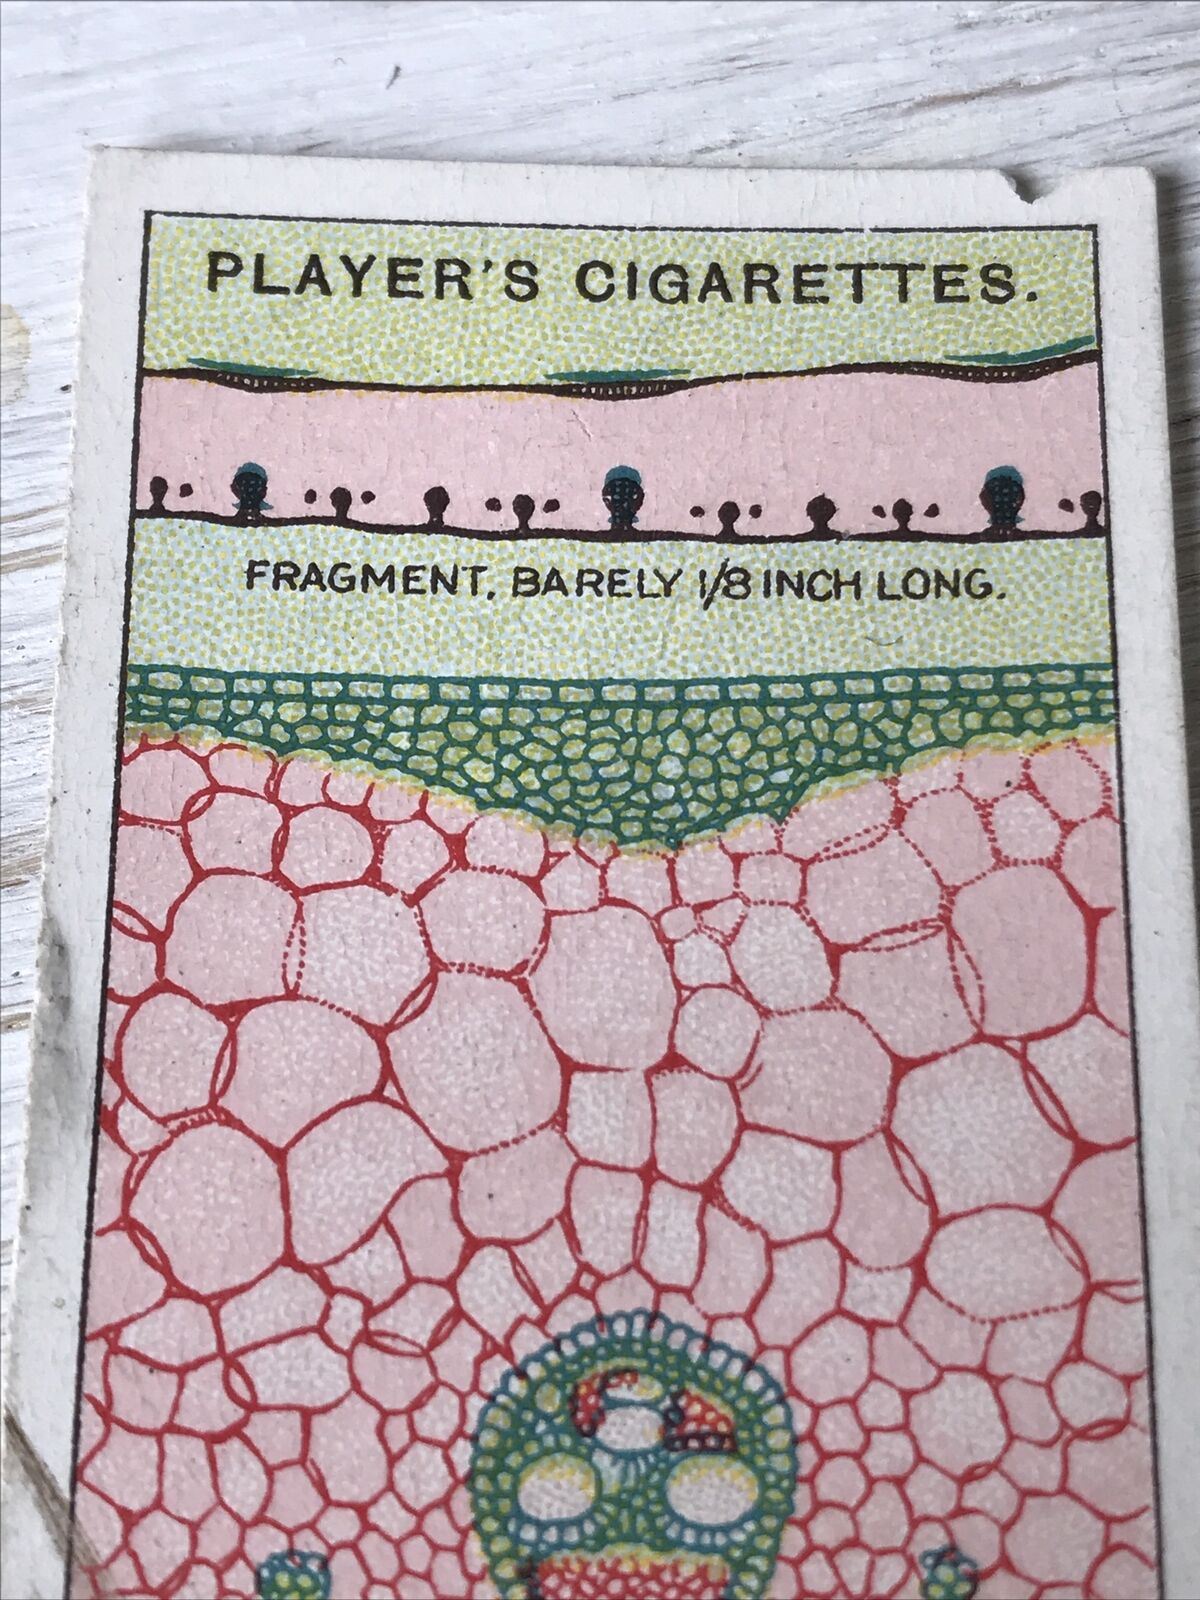 PLAYER'S CIGARETTES.
FRAGMENT, BARELY 1/8 INCH LONG.